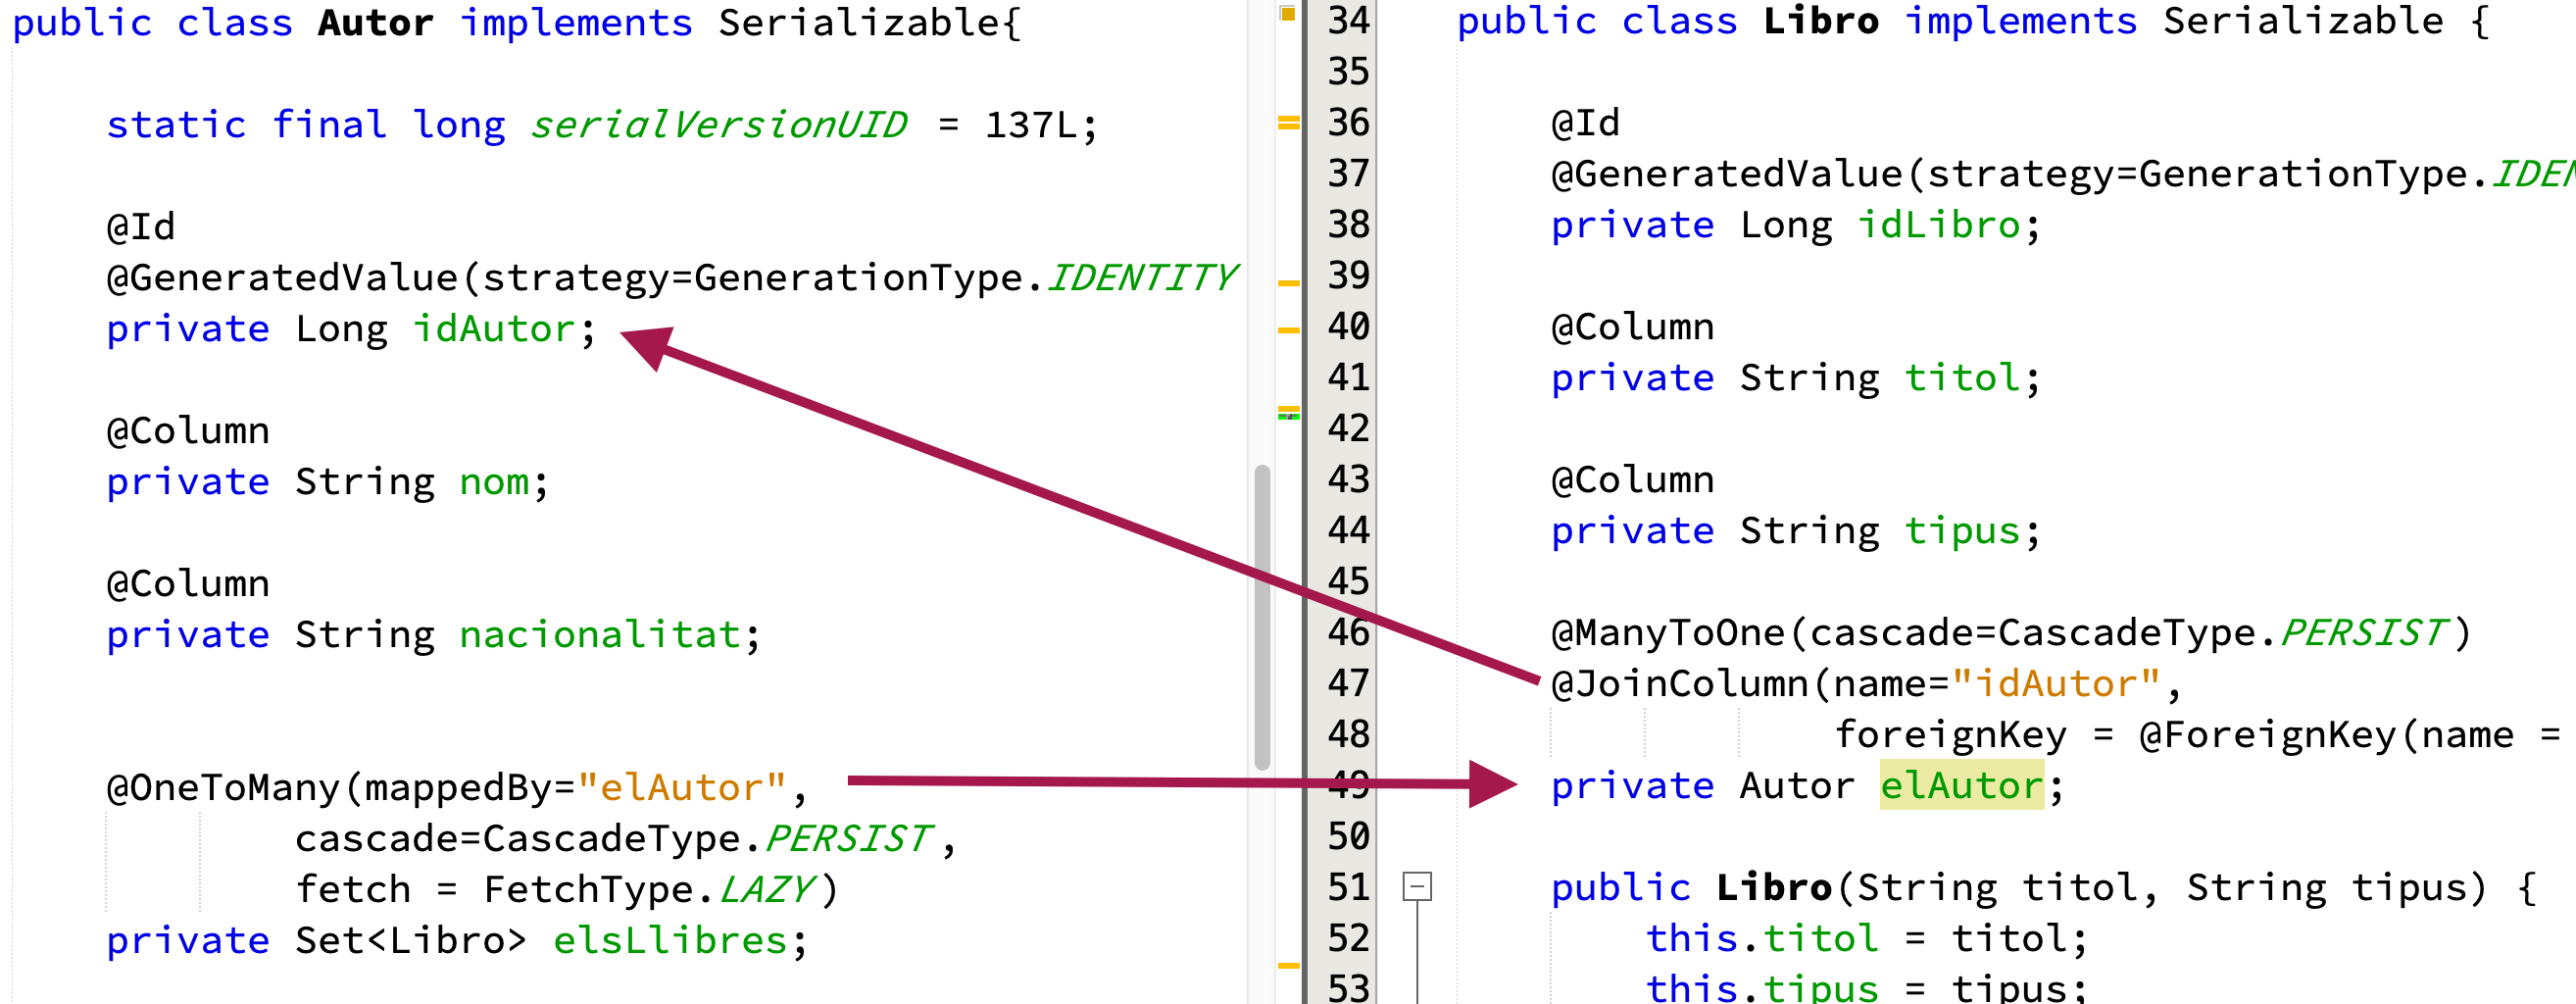 public class Autor implements Serializable{
static final long serialVersionUID = 137L;
@Id
@GeneratedValue(strategy=GenerationType.IDENTITY
private Long idAutor;
@Column
private String nom;
@Column
private String nacionalitat;
@OneToMany(mappedBy="elAutor",
cascade=CascadeType.PERSIST,
fetch = FetchType.LAZY)
private Set<Libro> elsLlibres;
34 public class Libro implements Serializable {
35
36 @Id
37 @GeneratedValue(strategy=GenerationType.IDEN
38 private Long idLibro;
39
40 @Column
41 private String titol;
42
43 @Column
44 private String tipus;
45
46 @ManyToOne(cascade=CascadeType.PERSIST)
47 @JoinColumn(name="idAutor",
48 foreignKey = @ForeignKey(name =
49 private Autor elAutor;
50
51 public Libro(String titol, String tipus) {
52 this.titol = titol;
53 this.tipus = tipus;